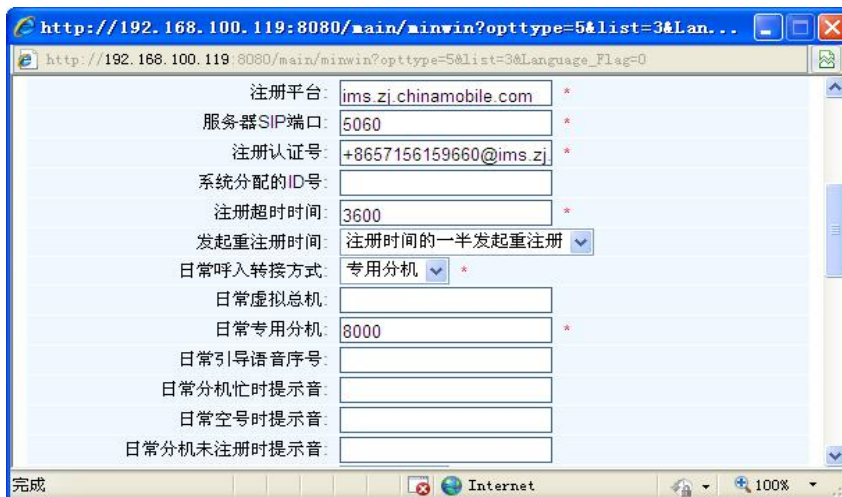 http://192.168.100.119:8080/main/minwin?opttype=5&list=3&Lan...
http://192.168.100.119:8080/main/minwin?opttype=5&list=3&Language_Flag=0
注册平台: ims.zj.chinamobile.com *
服务器SIP端口: 5060 *
注册认证号: +8657156159660@ims.zj. *
系统分配的ID号:
注册超时时间: 3600 *
发起重注册时间: 注册时间的一半发起重注册
日常呼入转接方式: 专用分机 *
日常虚拟总机:
日常专用分机: 8000 *
日常引导语音序号:
日常分机忙时提示音:
日常空号时提示音:
日常分机未注册时提示音:
完成 Internet 100%